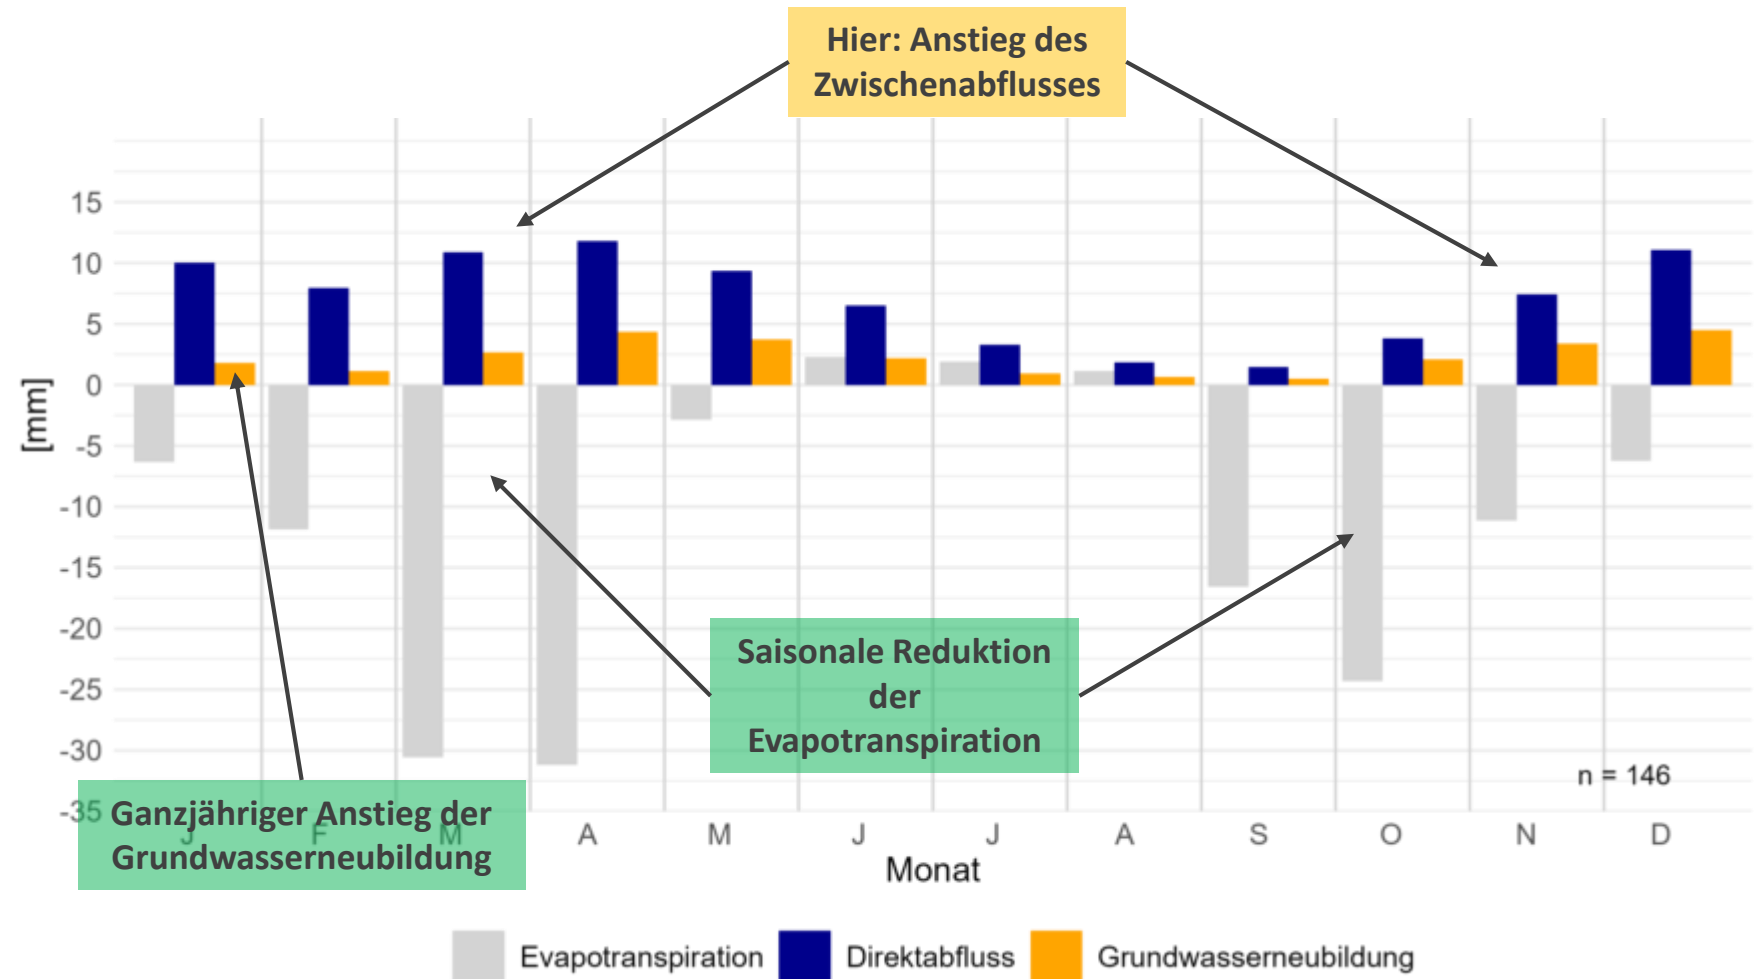 Hier: Anstieg des
Zwischenabflusses
15
10
5
0
-5
-10
-15
-20
-25
-30
-35
[mm]
Saisonale Reduktion
der
Evapotranspiration
n = 146
Ganzjähriger Anstieg der
Grundwasserneubildung
J F M A M J J A S O N D
Monat
Evapotranspiration Direktabfluss Grundwasserneubildung